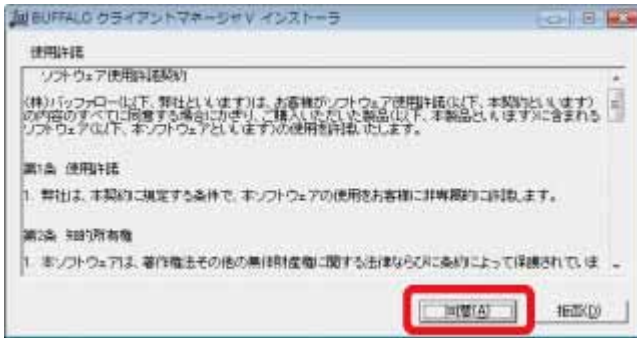 BUFFALO クライアントマネージャV インストーラ
使用許諾
ソフトウェア使用許諾契約
(株)バッファロー(以下、弊社といいます)は、お客様がソフトウェア使用許諾(以下、本契約といいます)
の内容のすべてに同意する場合にかぎり、ご購入いただいた製品(以下、本製品といいます)に含まれる
ソフトウェア(以下、本ソフトウェアといいます)の使用を許諾いたします。
第1条 使用許諾
1. 弊社は、本契約に規定する条件で、本ソフトウェアの使用をお客様に非専属的に許諾します。
第2条 知的所有権
1. 本ソフトウェアは、著作権法その他の無体財産権に関する法律ならびに条約によって保護されていま
同意(A)
拒否(D)